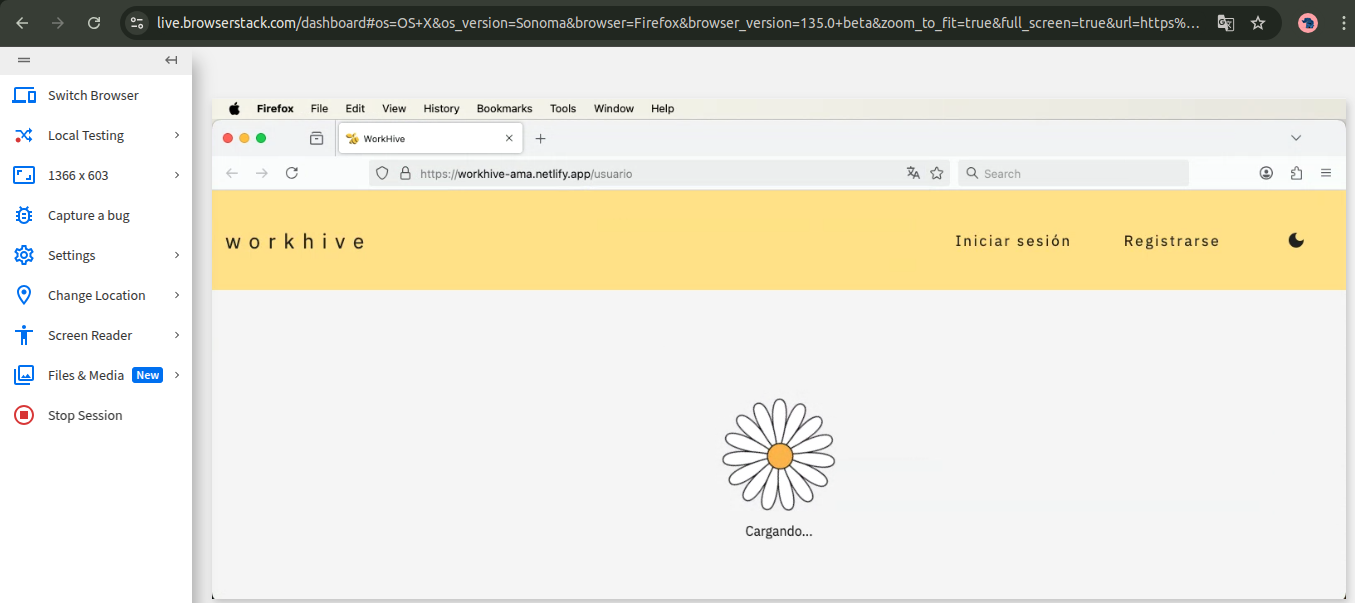 live.browserstack.com/dashboard#os=OS+X&os_version=Sonoma&browser=Firefox&browser_version=135.0+beta&zoom_to_fit=true&full_screen=true&url=https%...
Switch Browser
Local Testing
1366 x 603
Capture a bug
Settings
Change Location
Screen Reader
Files & Media New
Stop Session
Firefox File Edit View History Bookmarks Tools Window Help
WorkHive
https://workhive-ama.netlify.app/usuario
Search
workhive
Iniciar sesión
Registrarse
Cargando...